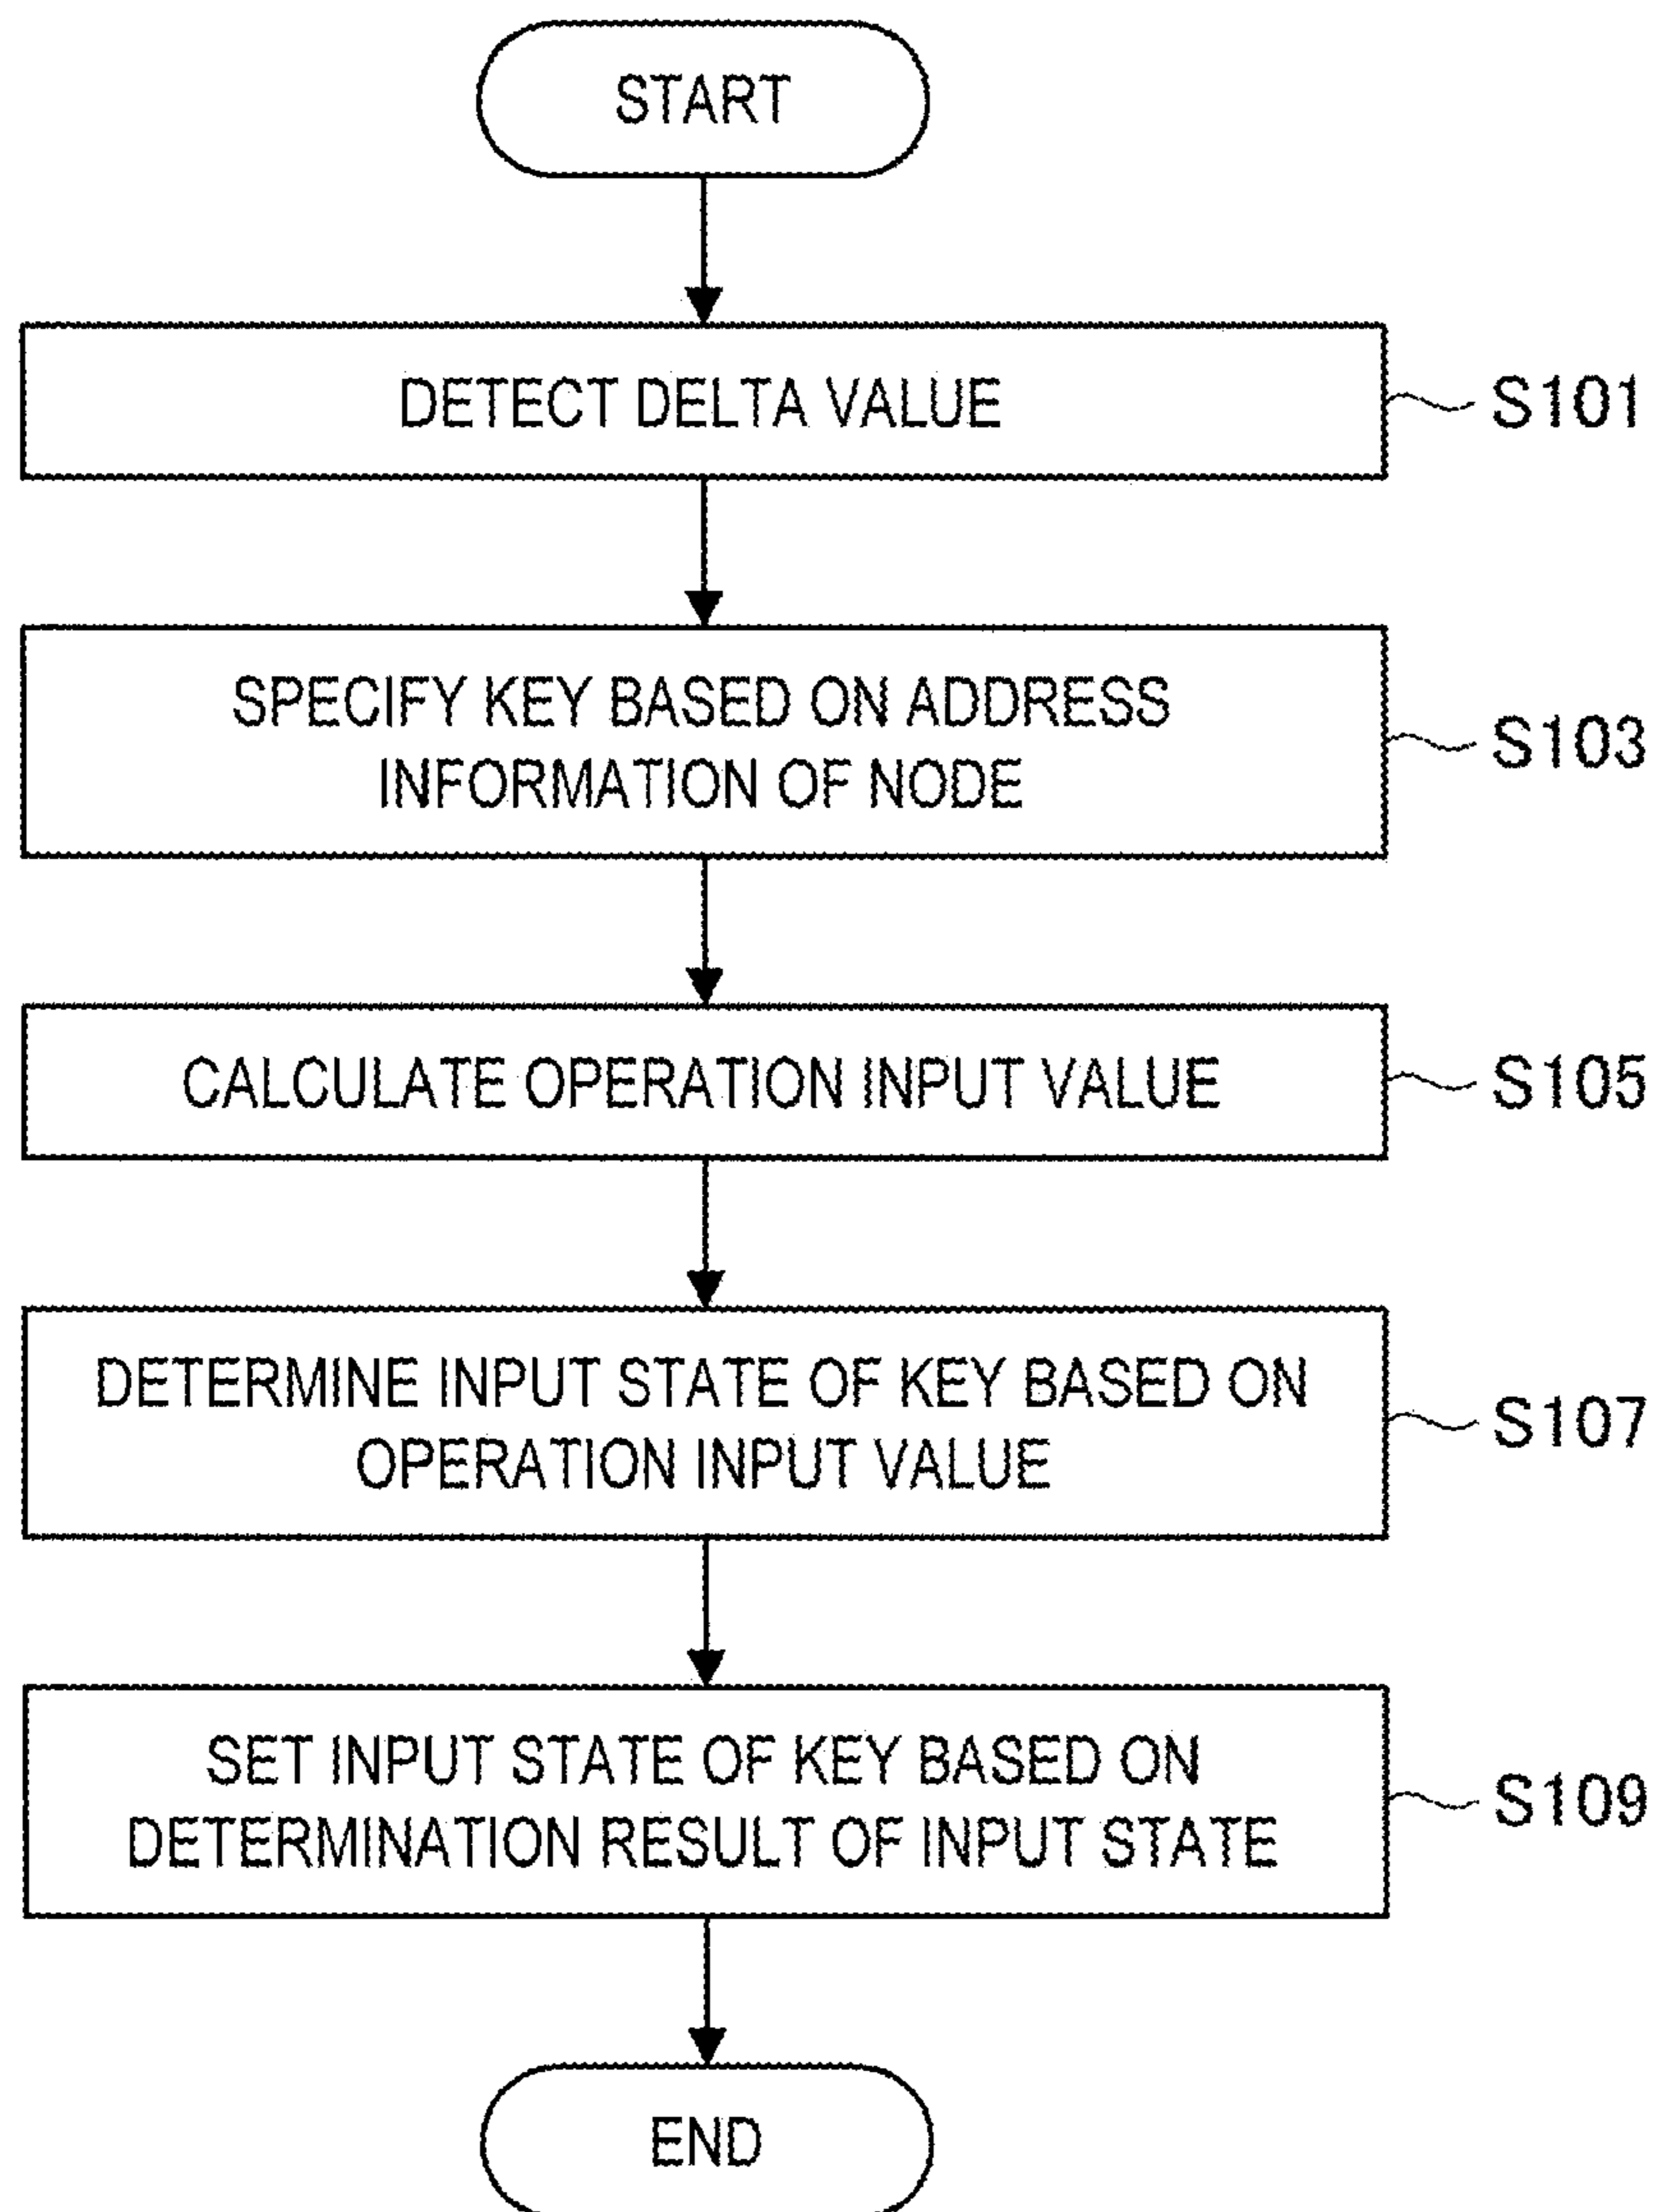 START
DETECT DELTA VALUE
S101
SPECIFY KEY BASED ON ADDRESS
INFORMATION OF NODE
S103
CALCULATE OPERATION INPUT VALUE
S105
DETERMINE INPUT STATE OF KEY BASED ON
OPERATION INPUT VALUE
S107
SET INPUT STATE OF KEY BASED ON
DETERMINATION RESULT OF INPUT STATE
S109
END